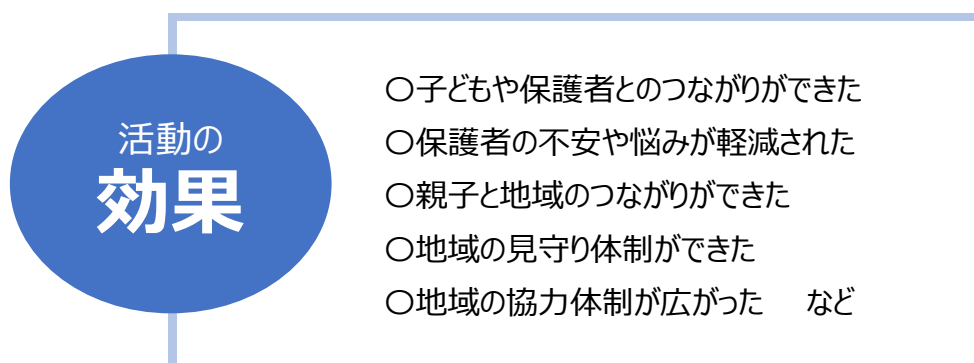 活動の
効果
〇子どもや保護者とのつながりができた
〇保護者の不安や悩みが軽減された
〇親子と地域のつながりができた
〇地域の見守り体制ができた
〇地域の協力体制が広がった　など